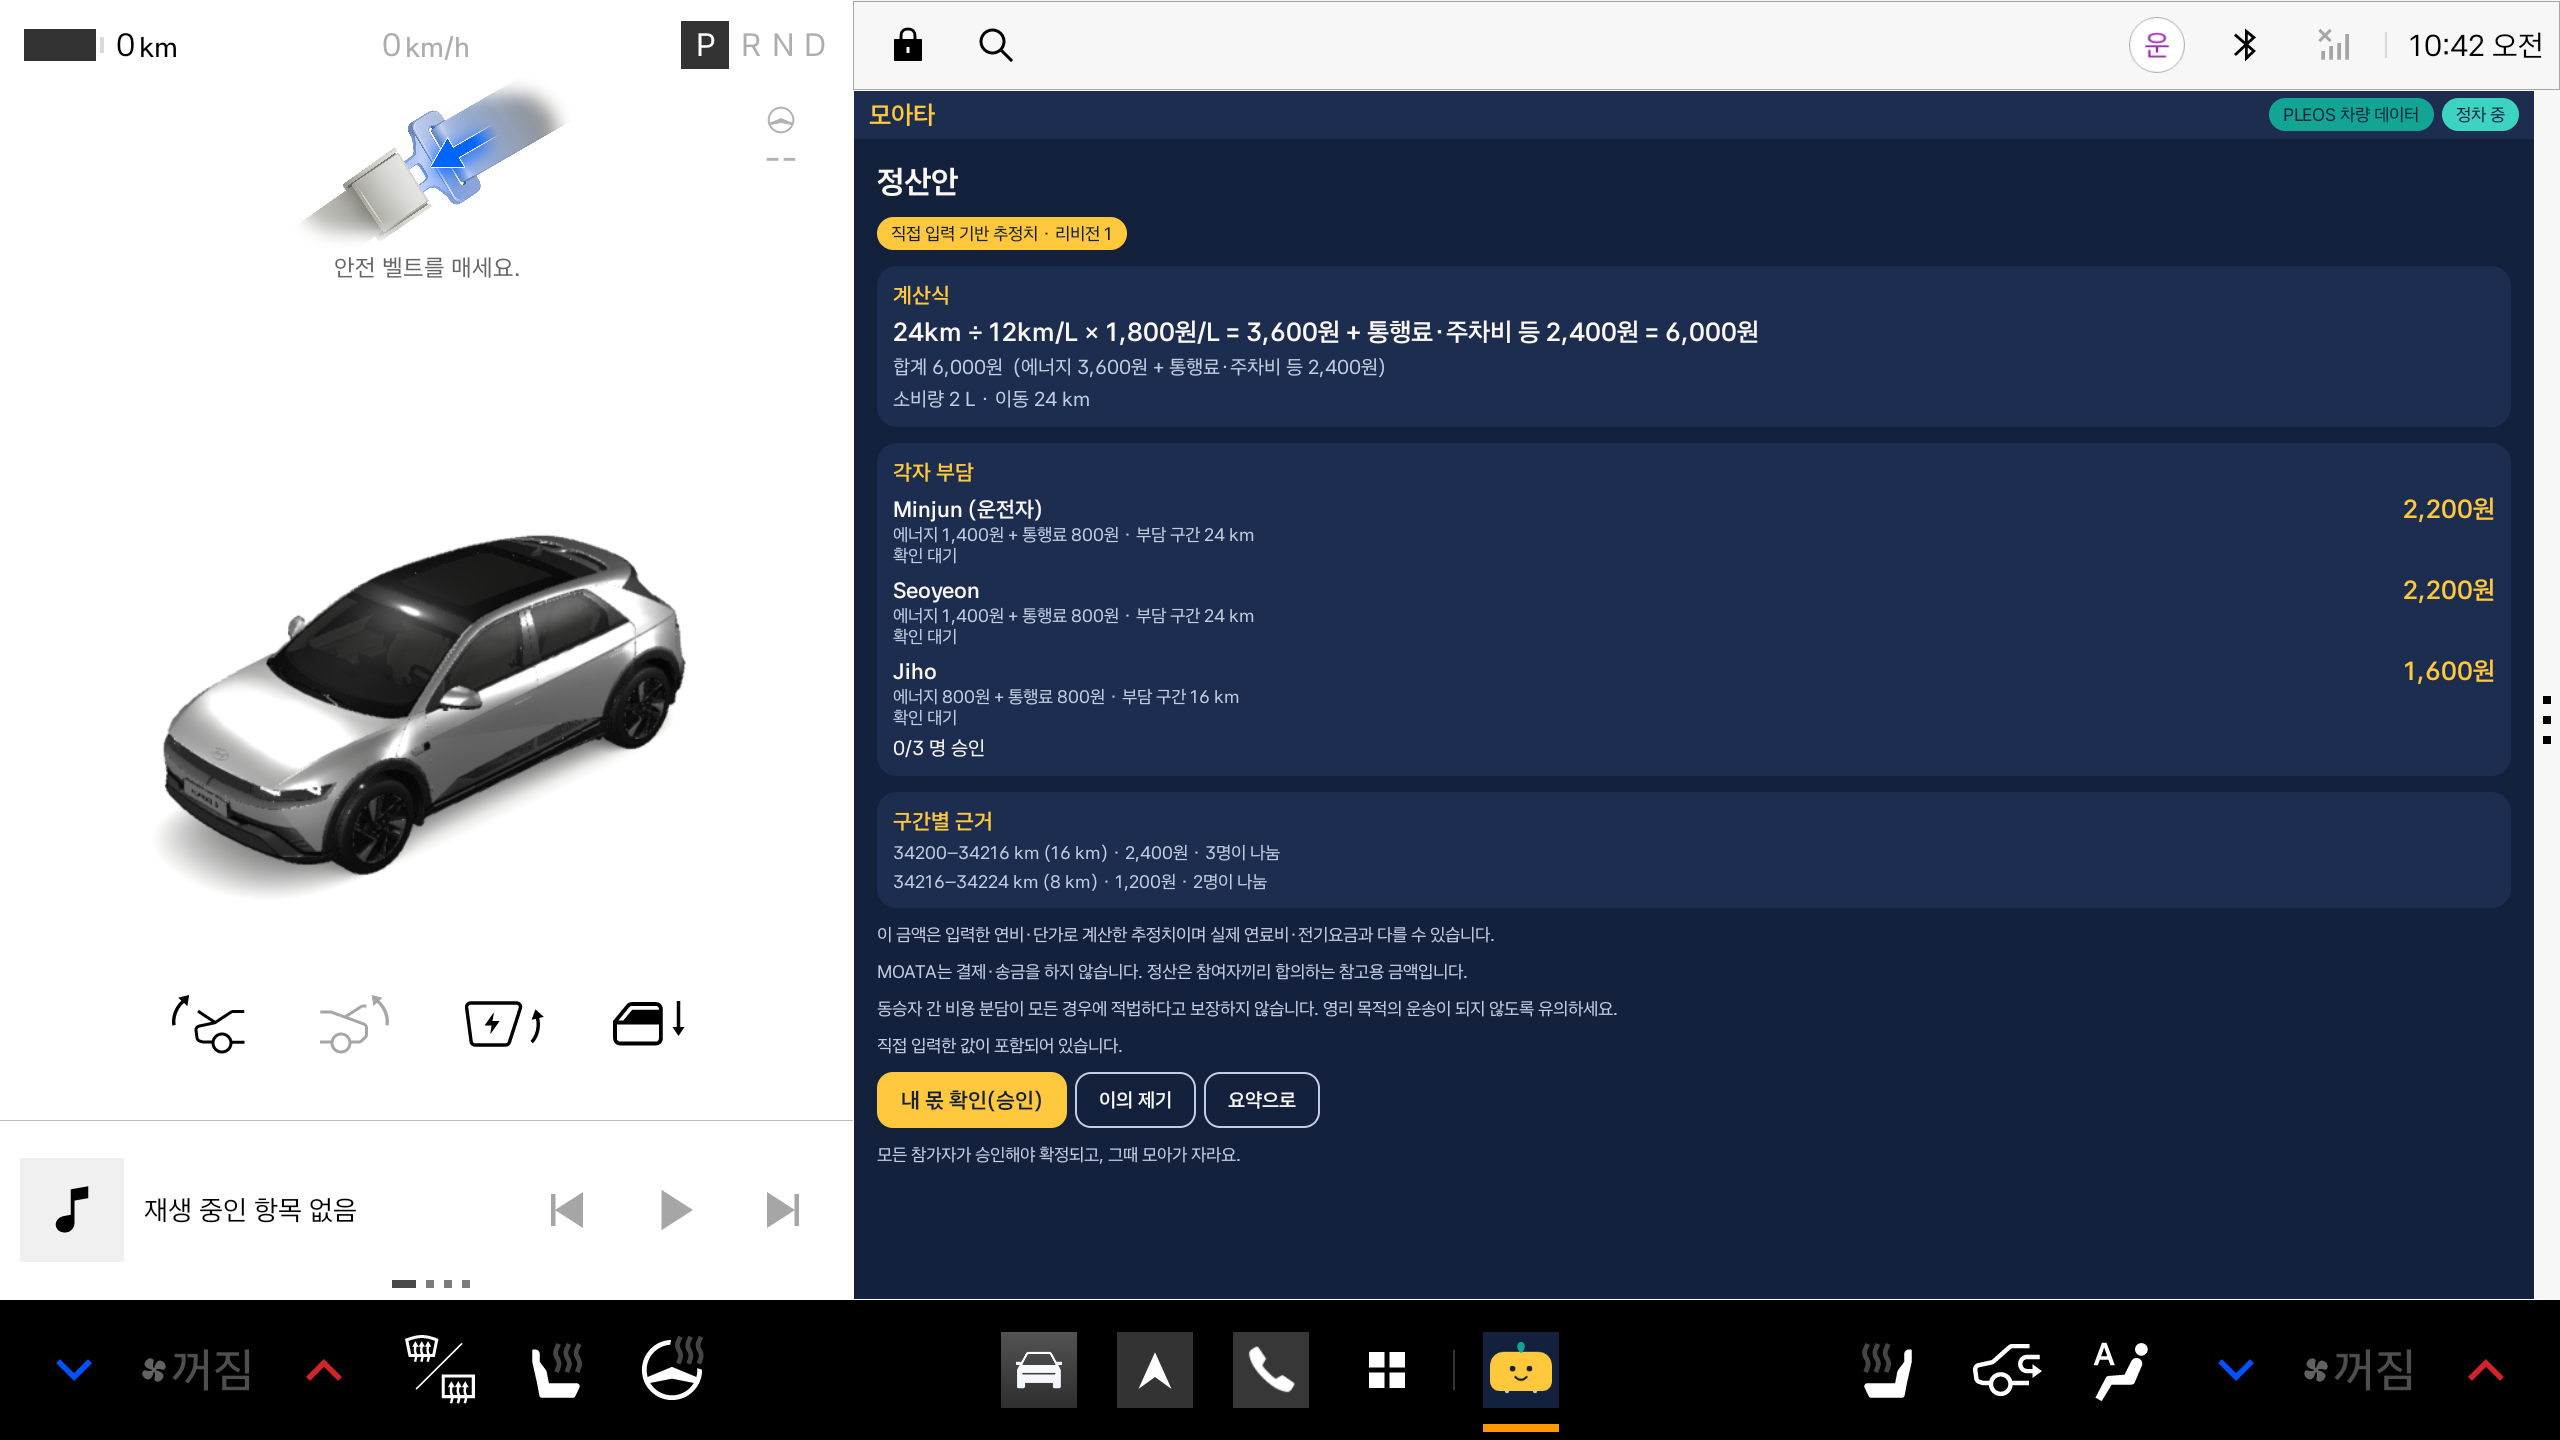 0 km
0 km/h
P R N D
안전 벨트를 매세요.
재생 중인 항목 없음
운
10:42 오전
모아타
PLEOS 차량 데이터
정차 중
정산안
직접 입력 기반 추정치 · 리비전 1
계산식
24km ÷ 12km/L × 1,800원/L = 3,600원 + 통행료·주차비 등 2,400원 = 6,000원
합계 6,000원 (에너지 3,600원 + 통행료·주차비 등 2,400원)
소비량 2 L · 이동 24 km
각자 부담
Minjun (운전자) 2,200원
에너지 1,400원 + 통행료 800원 · 부담 구간 24 km
확인 대기
Seoyeon 2,200원
에너지 1,400원 + 통행료 800원 · 부담 구간 24 km
확인 대기
Jiho 1,600원
에너지 800원 + 통행료 800원 · 부담 구간 16 km
확인 대기
0/3 명 승인
구간별 근거
34200–34216 km (16 km) · 2,400원 · 3명이 나눔
34216–34224 km (8 km) · 1,200원 · 2명이 나눔
이 금액은 입력한 연비·단가로 계산한 추정치이며 실제 연료비·전기요금과 다를 수 있습니다.
MOATA는 결제·송금을 하지 않습니다. 정산은 참여자끼리 합의하는 참고용 금액입니다.
동승자 간 비용 분담이 모든 경우에 적법하다고 보장하지 않습니다. 영리 목적의 운송이 되지 않도록 유의하세요.
직접 입력한 값이 포함되어 있습니다.
내 몫 확인(승인)
이의 제기
요약으로
모든 참가자가 승인해야 확정되고, 그때 모아가 자라요.
꺼짐
A
꺼짐